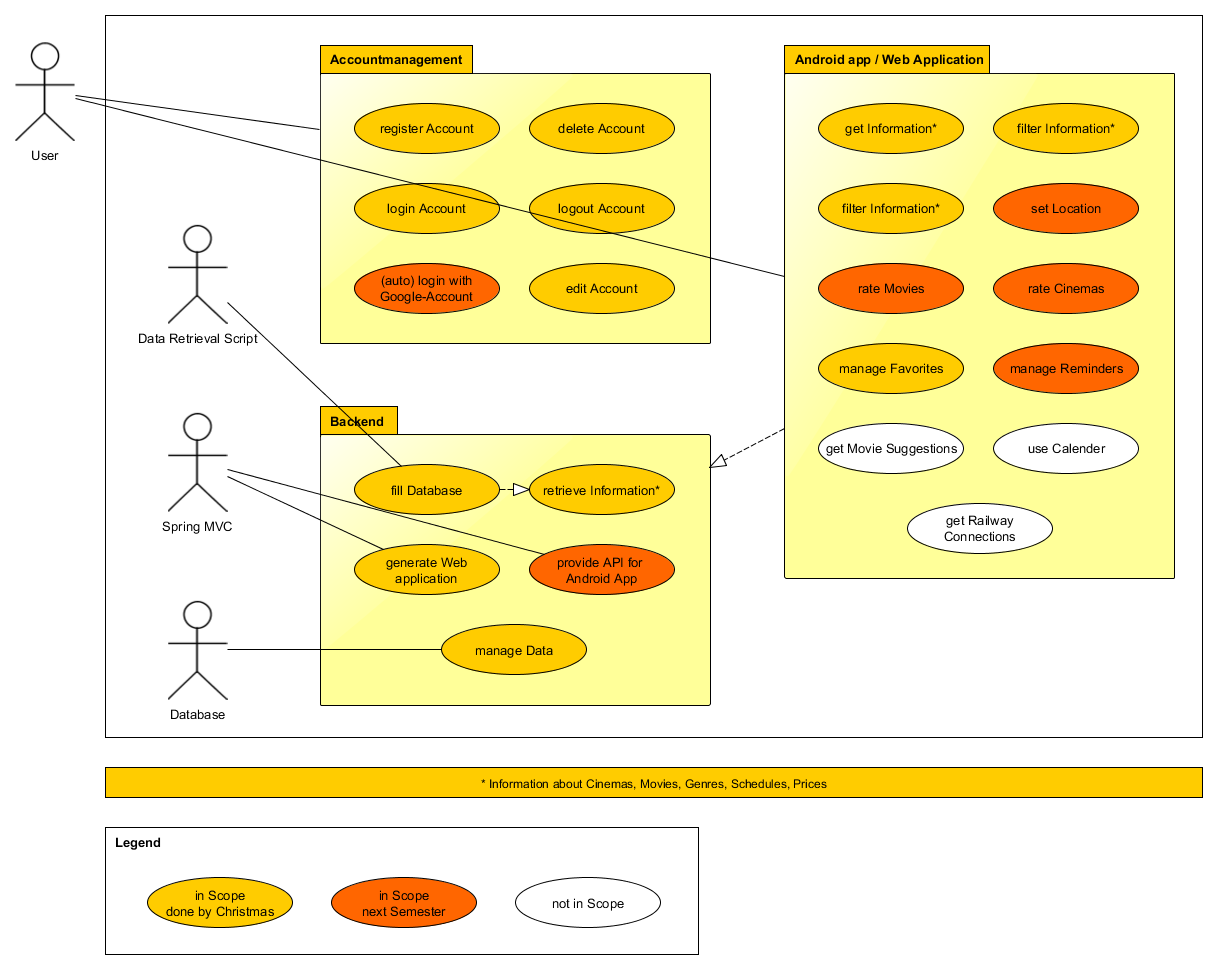 User
Accountmanagement
register Account
delete Account
login Account
logout Account
(auto) login with
Google-Account
edit Account
Android app / Web Application
get Information*
filter Information*
filter Information*
set Location
rate Movies
rate Cinemas
manage Favorites
manage Reminders
get Movie Suggestions
use Calender
get Railway
Connections
Data Retrieval Script
Spring MVC
Database
Backend
fill Database
retrieve Information*
generate Web
application
provide API for
Android App
manage Data
* Information about Cinemas, Movies, Genres, Schedules, Prices
Legend
in Scope
done by Christmas
in Scope
next Semester
not in Scope